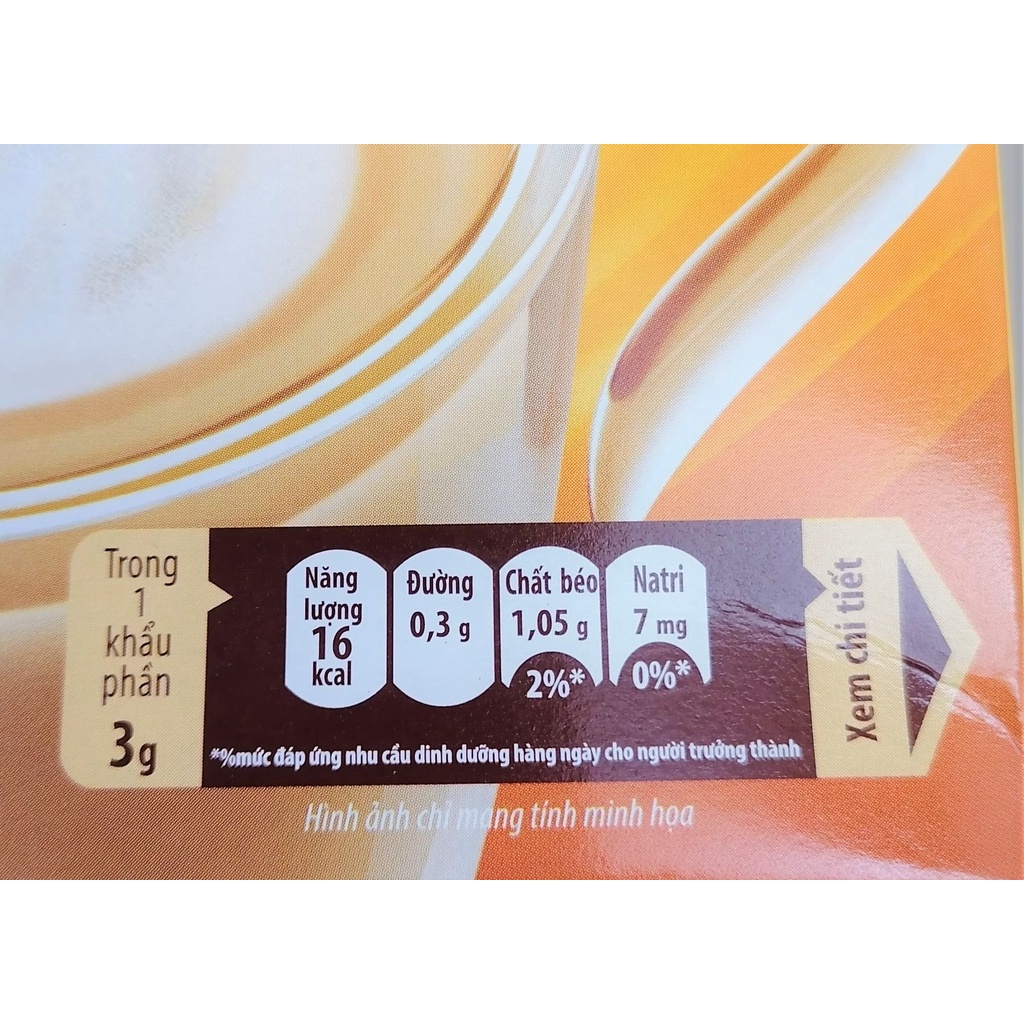 Trong
1
khẩu
phần
3g
Năng
lượng
16
kcal
Đường
0,3 g
Chất béo
1,05 g
2%*
Natri
7 mg
0%*
*%mức đáp ứng nhu cầu dinh dưỡng hàng ngày cho người trưởng thành
Xem chi tiết
Hình ảnh chỉ mang tính minh họa